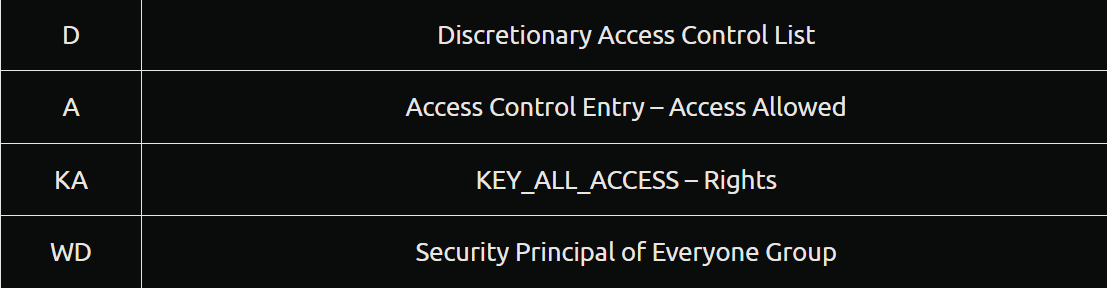 D Discretionary Access Control List
A Access Control Entry – Access Allowed
KA KEY_ALL_ACCESS – Rights
WD Security Principal of Everyone Group